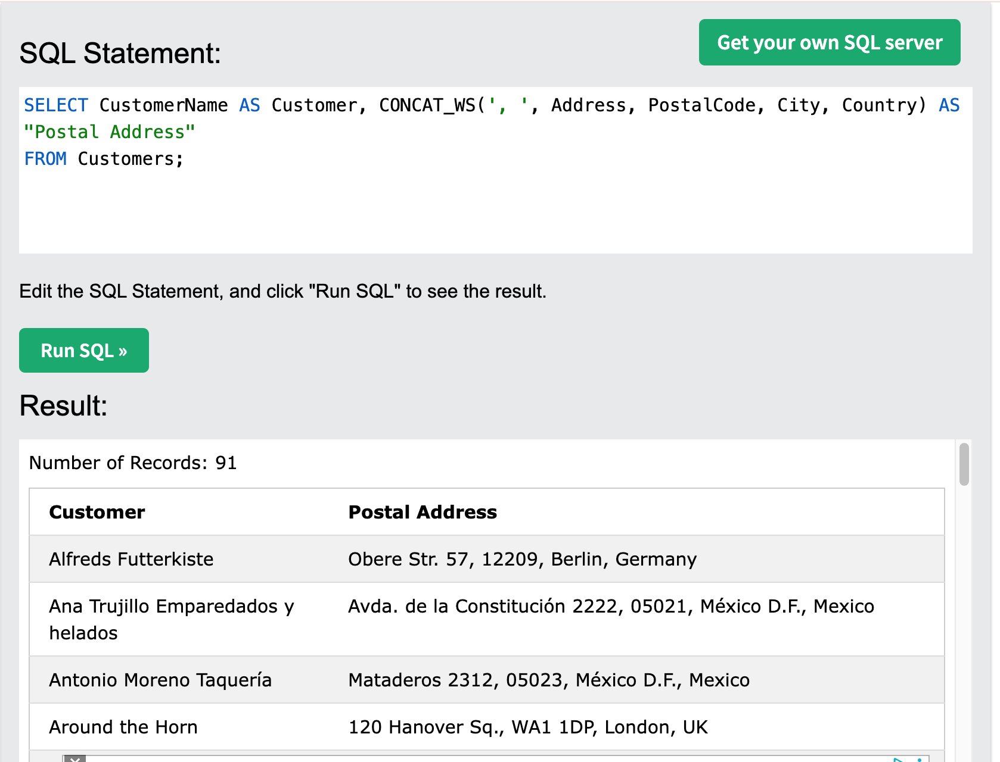 SQL Statement:
Get your own SQL server
SELECT CustomerName AS Customer, CONCAT_WS(', ', Address, PostalCode, City, Country) AS
"Postal Address"
FROM Customers;
Edit the SQL Statement, and click "Run SQL" to see the result.
Run SQL »
Result:
Number of Records: 91
Customer Postal Address
Alfreds Futterkiste Obere Str. 57, 12209, Berlin, Germany
Ana Trujillo Emparedados y Avda. de la Constitución 2222, 05021, México D.F., Mexico
helados
Antonio Moreno Taquería Mataderos 2312, 05023, México D.F., Mexico
Around the Horn 120 Hanover Sq., WA1 1DP, London, UK